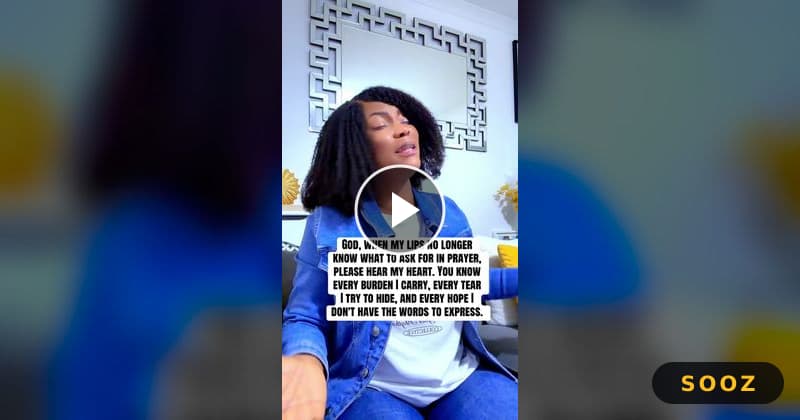 God, when my lips no longer
know what to ask for in prayer,
please hear my heart. You know
every burden I carry, every tear
I try to hide, and every hope I
don't have the words to express.
SOOZ